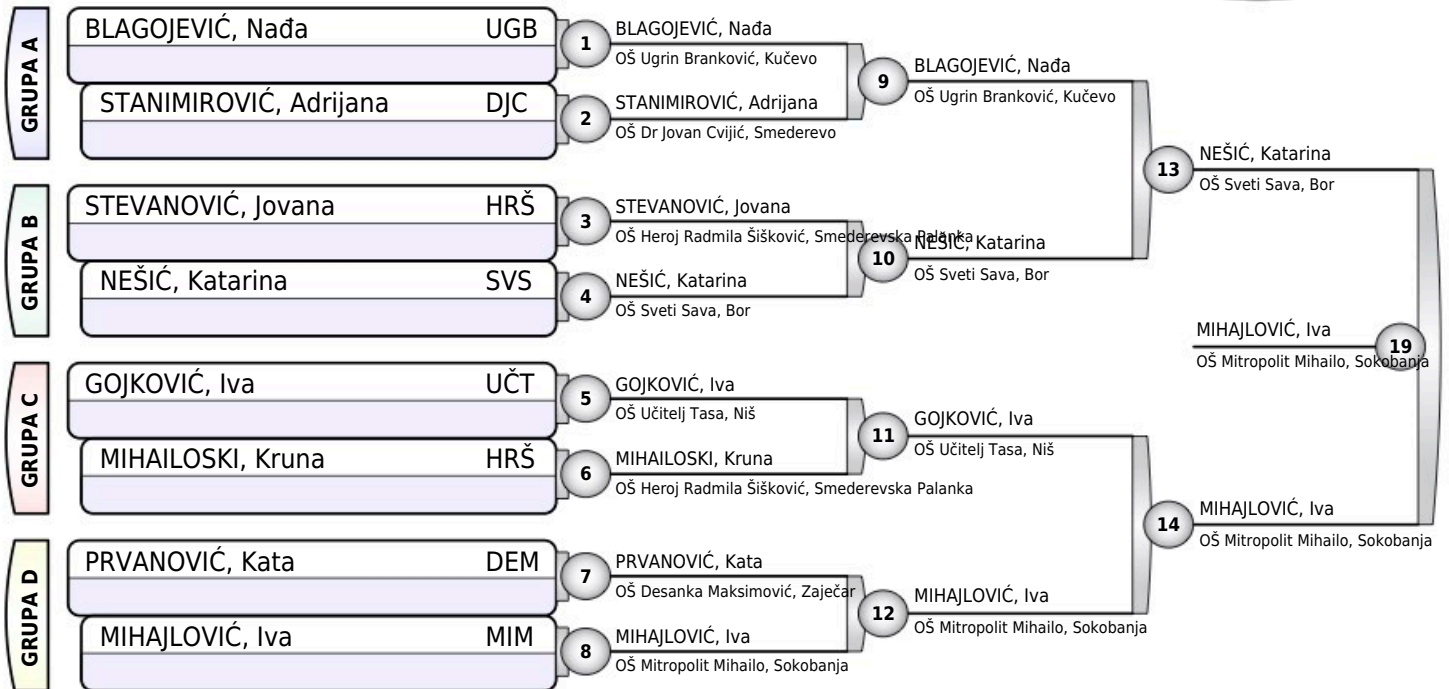 GRUPA A
BLAGOJEVIĆ, Nađa UGB
STANIMIROVIĆ, Adrijana DJC
GRUPA B
STEVANOVIĆ, Jovana HRŠ
NEŠIĆ, Katarina SVS
GRUPA C
GOJKOVIĆ, Iva UČT
MIHAILOSKI, Kruna HRŠ
GRUPA D
PRVANOVIĆ, Kata DEM
MIHAJLOVIĆ, Iva MIM
1
BLAGOJEVIĆ, Nađa
OŠ Ugrin Branković, Kučevo
2
STANIMIROVIĆ, Adrijana
OŠ Dr Jovan Cvijić, Smederevo
3
STEVANOVIĆ, Jovana
OŠ Heroj Radmila Šišković, Smederevska Palanka
4
NEŠIĆ, Katarina
OŠ Sveti Sava, Bor
5
GOJKOVIĆ, Iva
OŠ Učitelj Tasa, Niš
6
MIHAILOSKI, Kruna
OŠ Heroj Radmila Šišković, Smederevska Palanka
7
PRVANOVIĆ, Kata
OŠ Desanka Maksimović, Zaječar
8
MIHAJLOVIĆ, Iva
OŠ Mitropolit Mihailo, Sokobanja
9
BLAGOJEVIĆ, Nađa
OŠ Ugrin Branković, Kučevo
10
NEŠIĆ, Katarina
OŠ Sveti Sava, Bor
11
GOJKOVIĆ, Iva
OŠ Učitelj Tasa, Niš
12
MIHAJLOVIĆ, Iva
OŠ Mitropolit Mihailo, Sokobanja
13
NEŠIĆ, Katarina
OŠ Sveti Sava, Bor
14
MIHAJLOVIĆ, Iva
OŠ Mitropolit Mihailo, Sokobanja
19
MIHAJLOVIĆ, Iva
OŠ Mitropolit Mihailo, Sokobanja